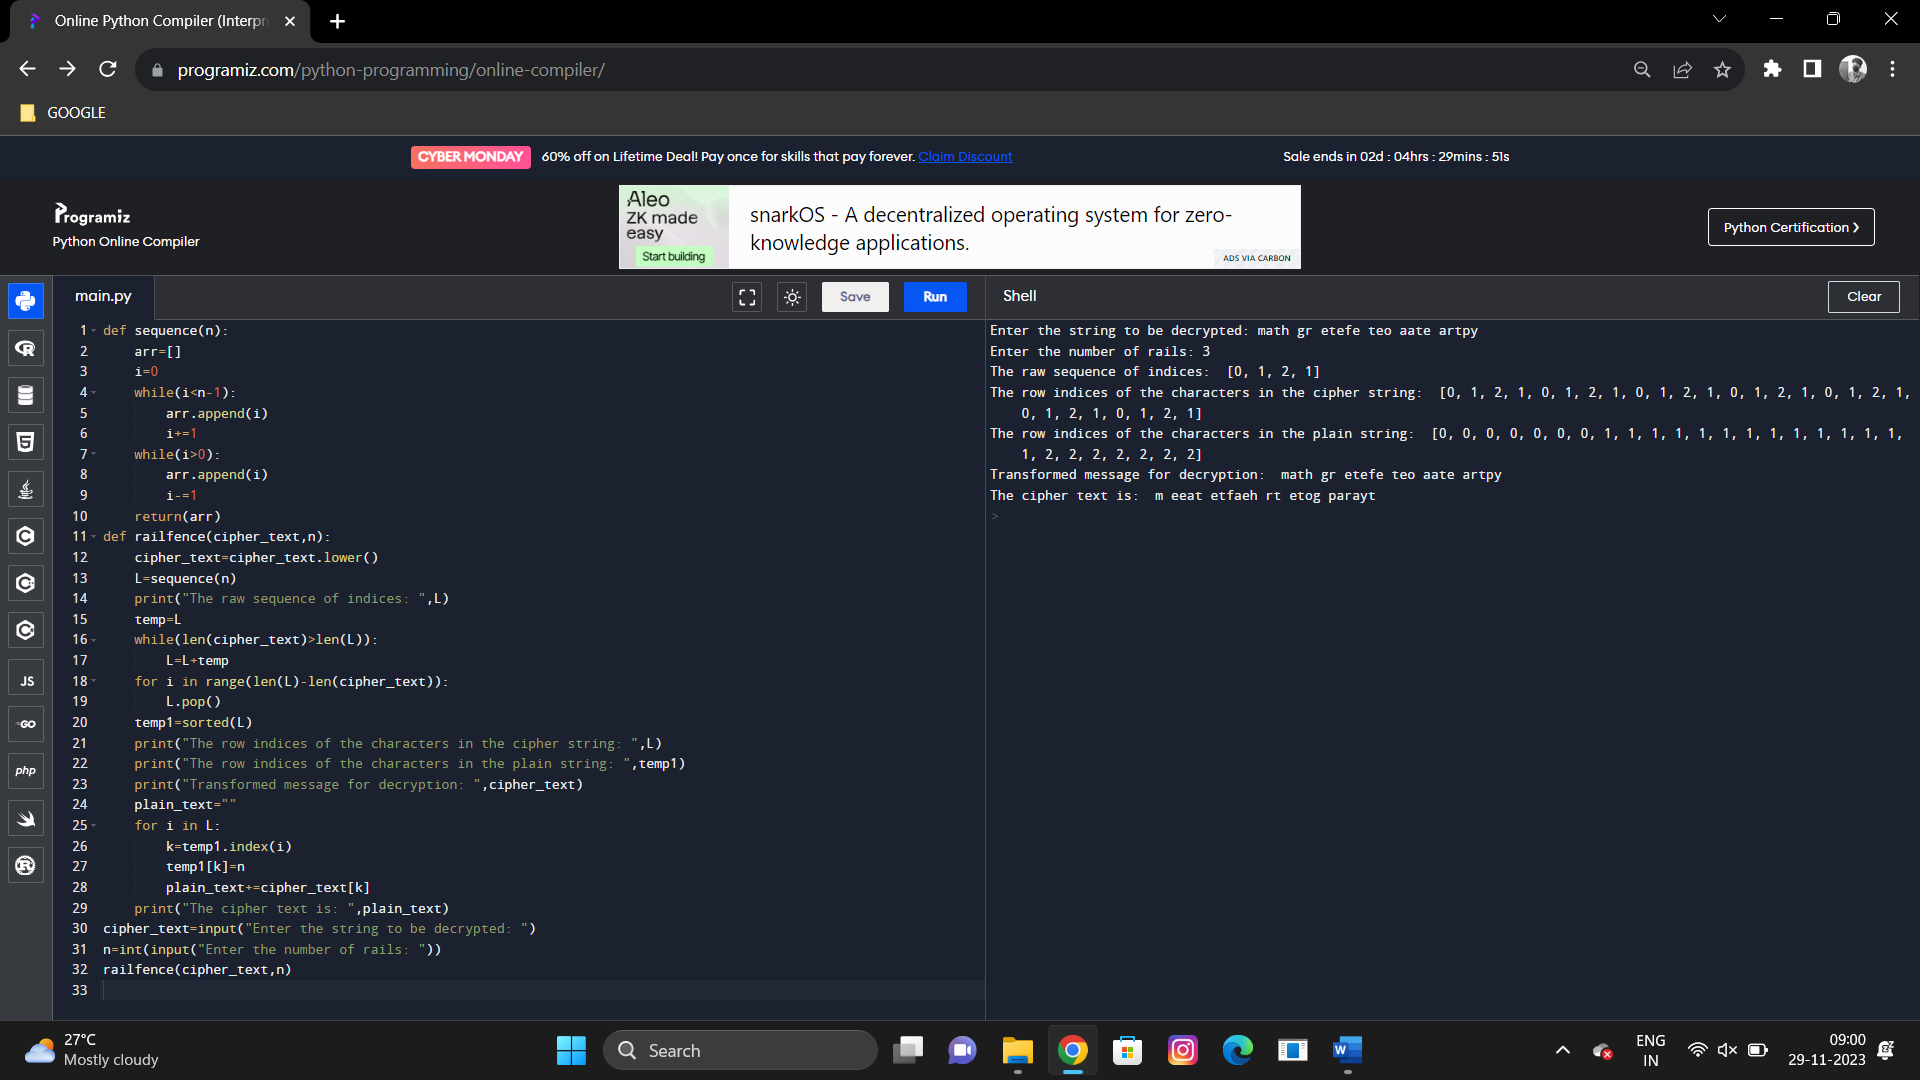 Online Python Compiler (Interpr
programiz.com/python-programming/online-compiler/
GOOGLE
CYBER MONDAY 60% off on Lifetime Deal! Pay once for skills that pay forever. Claim Discount Sale ends in 02d : 04hrs : 29mins : 51s
Programiz
Python Online Compiler
Aleo
ZK made
easy
Start building
snarkOS - A decentralized operating system for zero-
knowledge applications.
ADS VIA CARBON
Python Certification
main.py
Save
Run
Shell
Clear
R
5
C
C
C
JS
GO
php
R
1 def sequence(n):
2     arr=[]
3     i=0
4     while(i<n-1):
5         arr.append(i)
6         i+=1
7     while(i>0):
8         arr.append(i)
9         i-=1
10     return(arr)
11 def railfence(cipher_text,n):
12     cipher_text=cipher_text.lower()
13     L=sequence(n)
14     print("The raw sequence of indices: ",L)
15     temp=L
16     while(len(cipher_text)>len(L)):
17         L=L+temp
18     for i in range(len(L)-len(cipher_text)):
19         L.pop()
20     temp1=sorted(L)
21     print("The row indices of the characters in the cipher string: ",L)
22     print("The row indices of the characters in the plain string: ",temp1)
23     print("Transformed message for decryption: ",cipher_text)
24     plain_text=""
25     for i in L:
26         k=temp1.index(i)
27         temp1[k]=n
28         plain_text+=cipher_text[k]
29     print("The cipher text is: ",plain_text)
30 cipher_text=input("Enter the string to be decrypted: ")
31 n=int(input("Enter the number of rails: "))
32 railfence(cipher_text,n)
33
Enter the string to be decrypted: math gr etefe teo aate artpy
Enter the number of rails: 3
The raw sequence of indices:  [0, 1, 2, 1]
The row indices of the characters in the cipher string:  [0, 1, 2, 1, 0, 1, 2, 1, 0, 1, 2, 1, 0, 1, 2, 1, 0, 1, 2, 1,
0, 1, 2, 1, 0, 1, 2, 1]
The row indices of the characters in the plain string:  [0, 0, 0, 0, 0, 0, 0, 1, 1, 1, 1, 1, 1, 1, 1, 1, 1, 1, 1, 1,
1, 2, 2, 2, 2, 2, 2, 2]
Transformed message for decryption:  math gr etefe teo aate artpy
The cipher text is:  m eeat etfaeh rt etog parayt
>
27°C
Mostly cloudy
Search
W
ENG
IN
09:00
29-11-2023